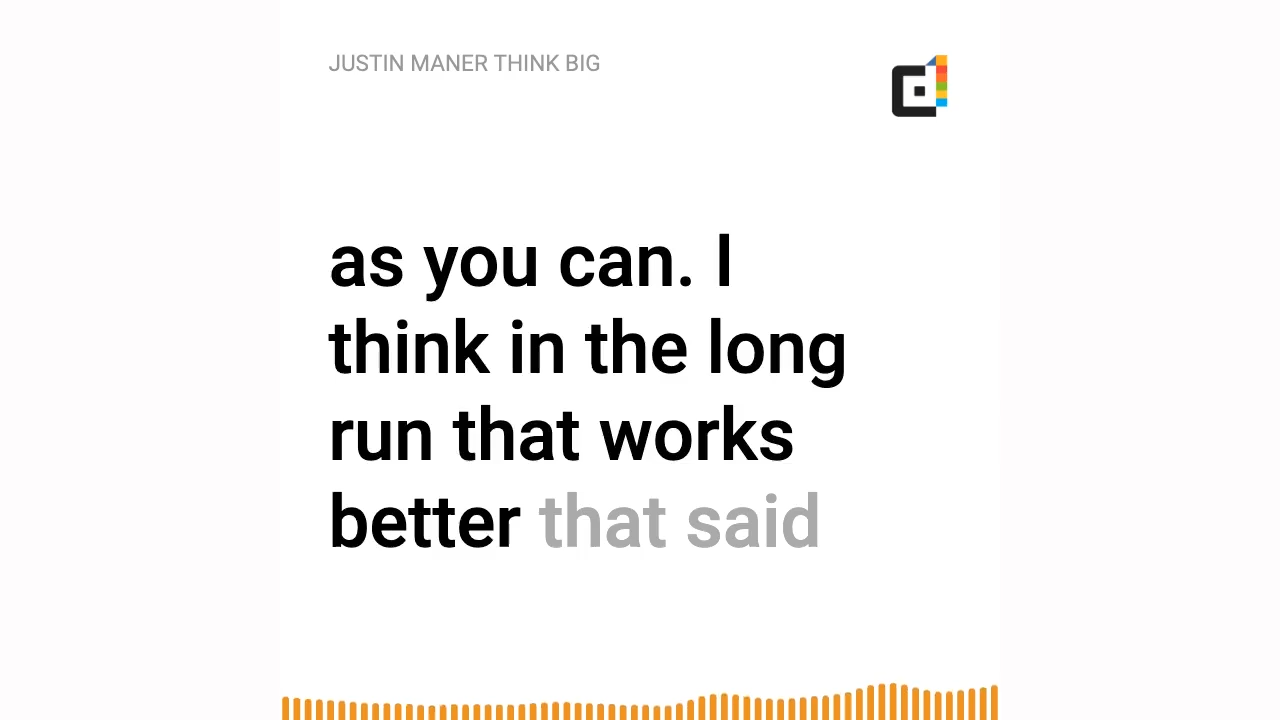 JUSTIN MANER THINK BIG
as you can. I
think in the long
run that works
better that said